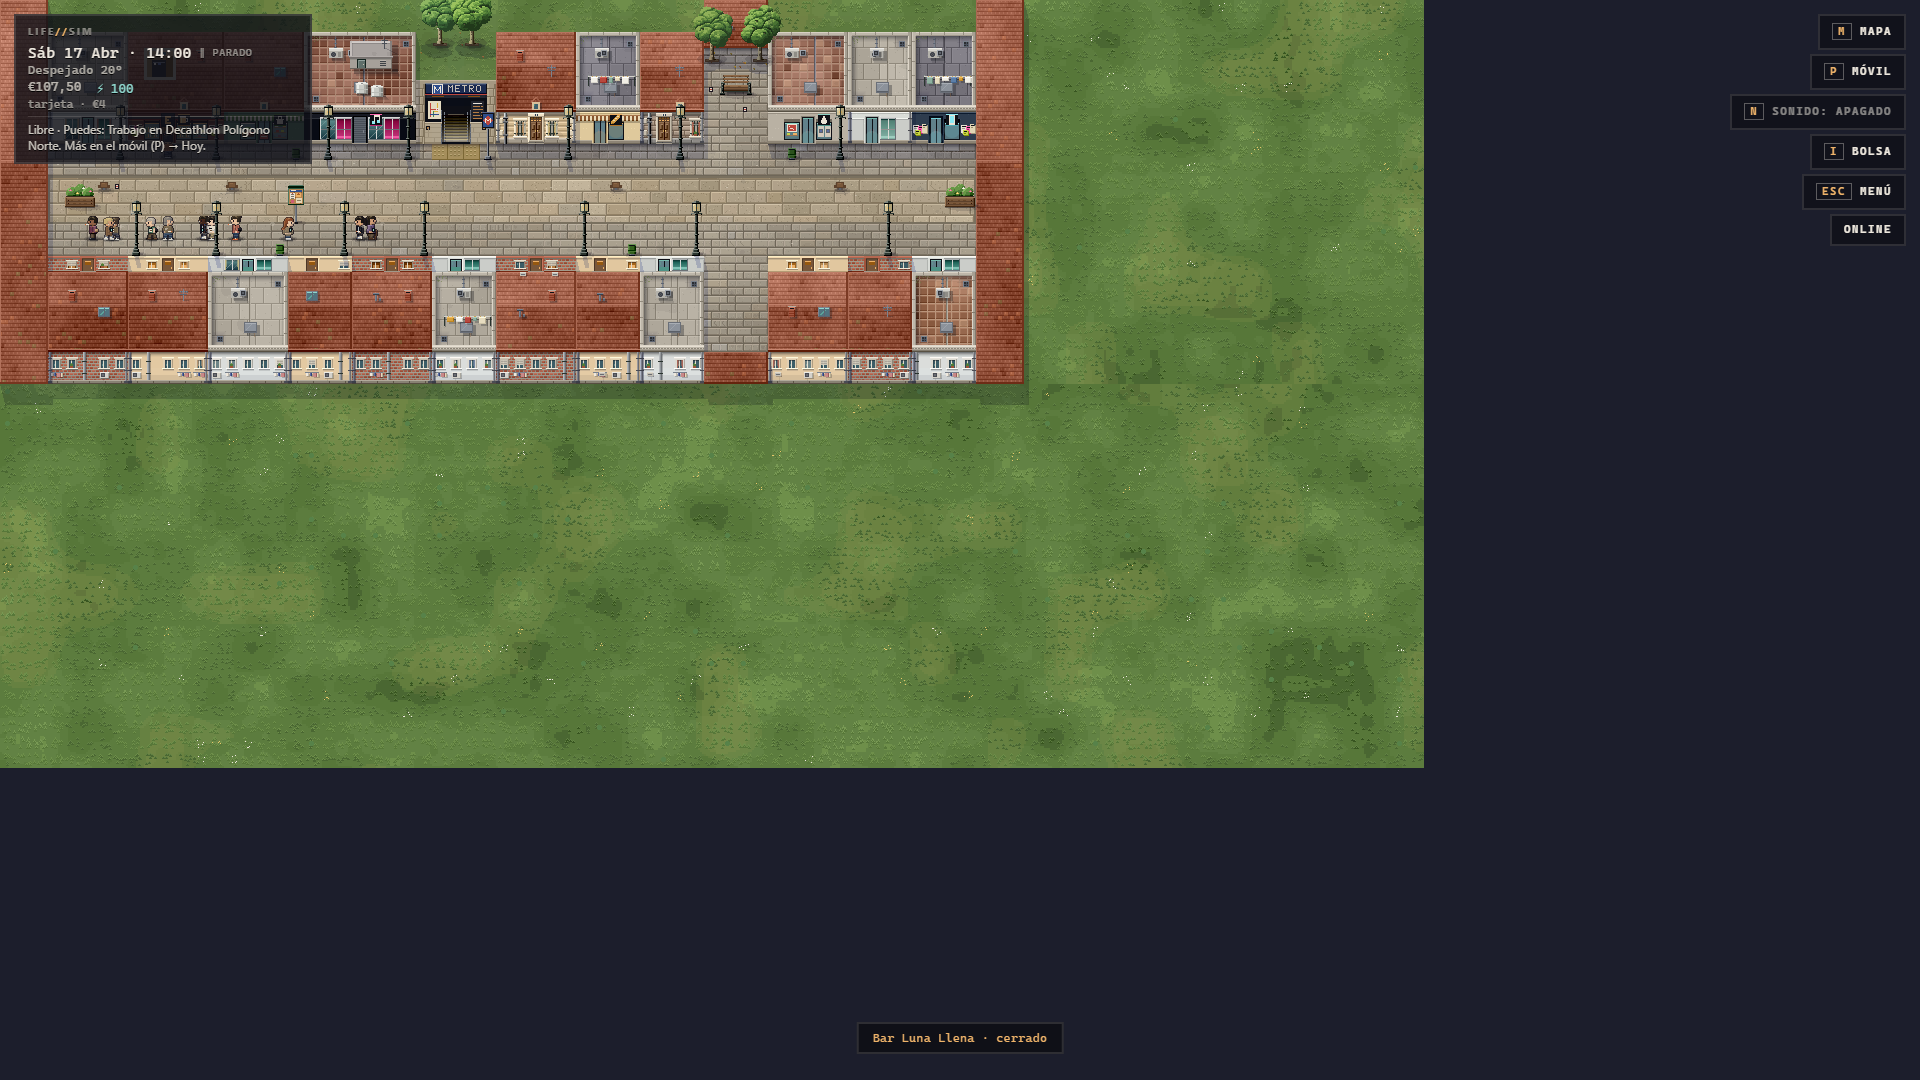 LIFE//SIM
Sáb 17 Abr · 14:00 ‖ PARADO
Despejado 20°
€107,50 ⚡ 100
tarjeta · €4
Libre · Puedes: Trabajo en Decathlon Polígono
Norte. Más en el móvil (P) → Hoy.
M METRO
M
M MAPA
P MÓVIL
N SONIDO: APAGADO
I BOLSA
ESC MENÚ
ONLINE
Bar Luna Llena · cerrado